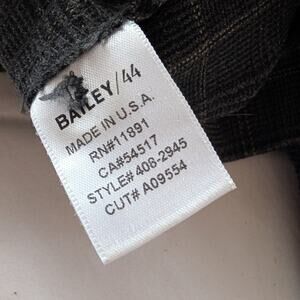 BAILEY/44
MADE IN U.S.A.
RN#11891
CA#54517
STYLE# 408-2945
CUT# A09554